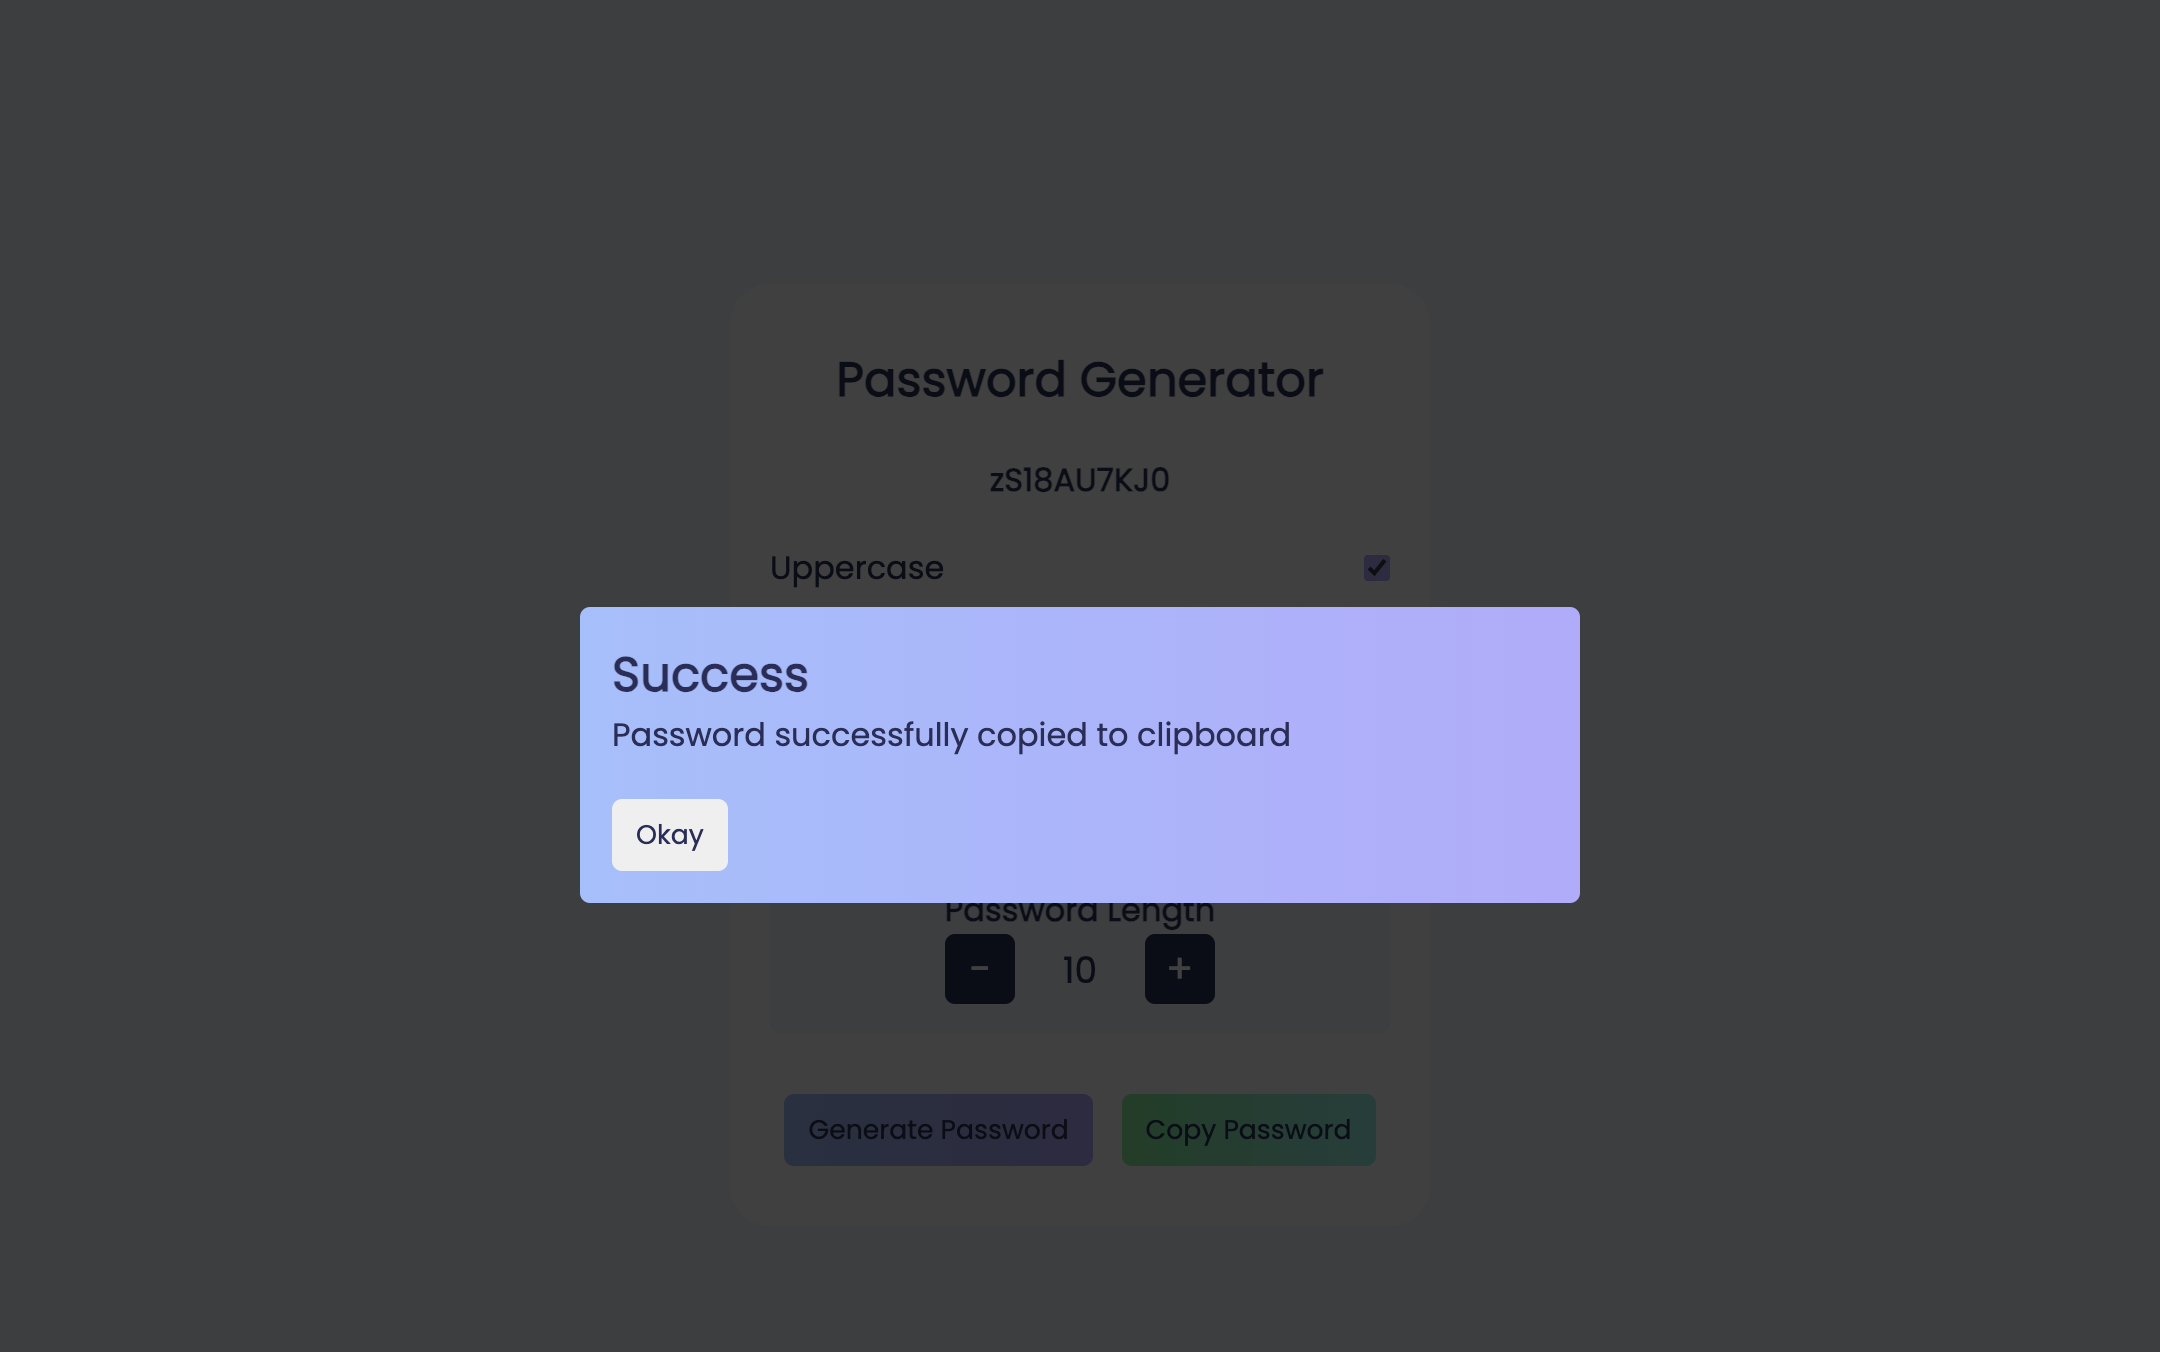 Password Generator
zS18AU7KJ0
Uppercase
Success
Password successfully copied to clipboard
Okay
Password Length
- 10 +
Generate Password Copy Password